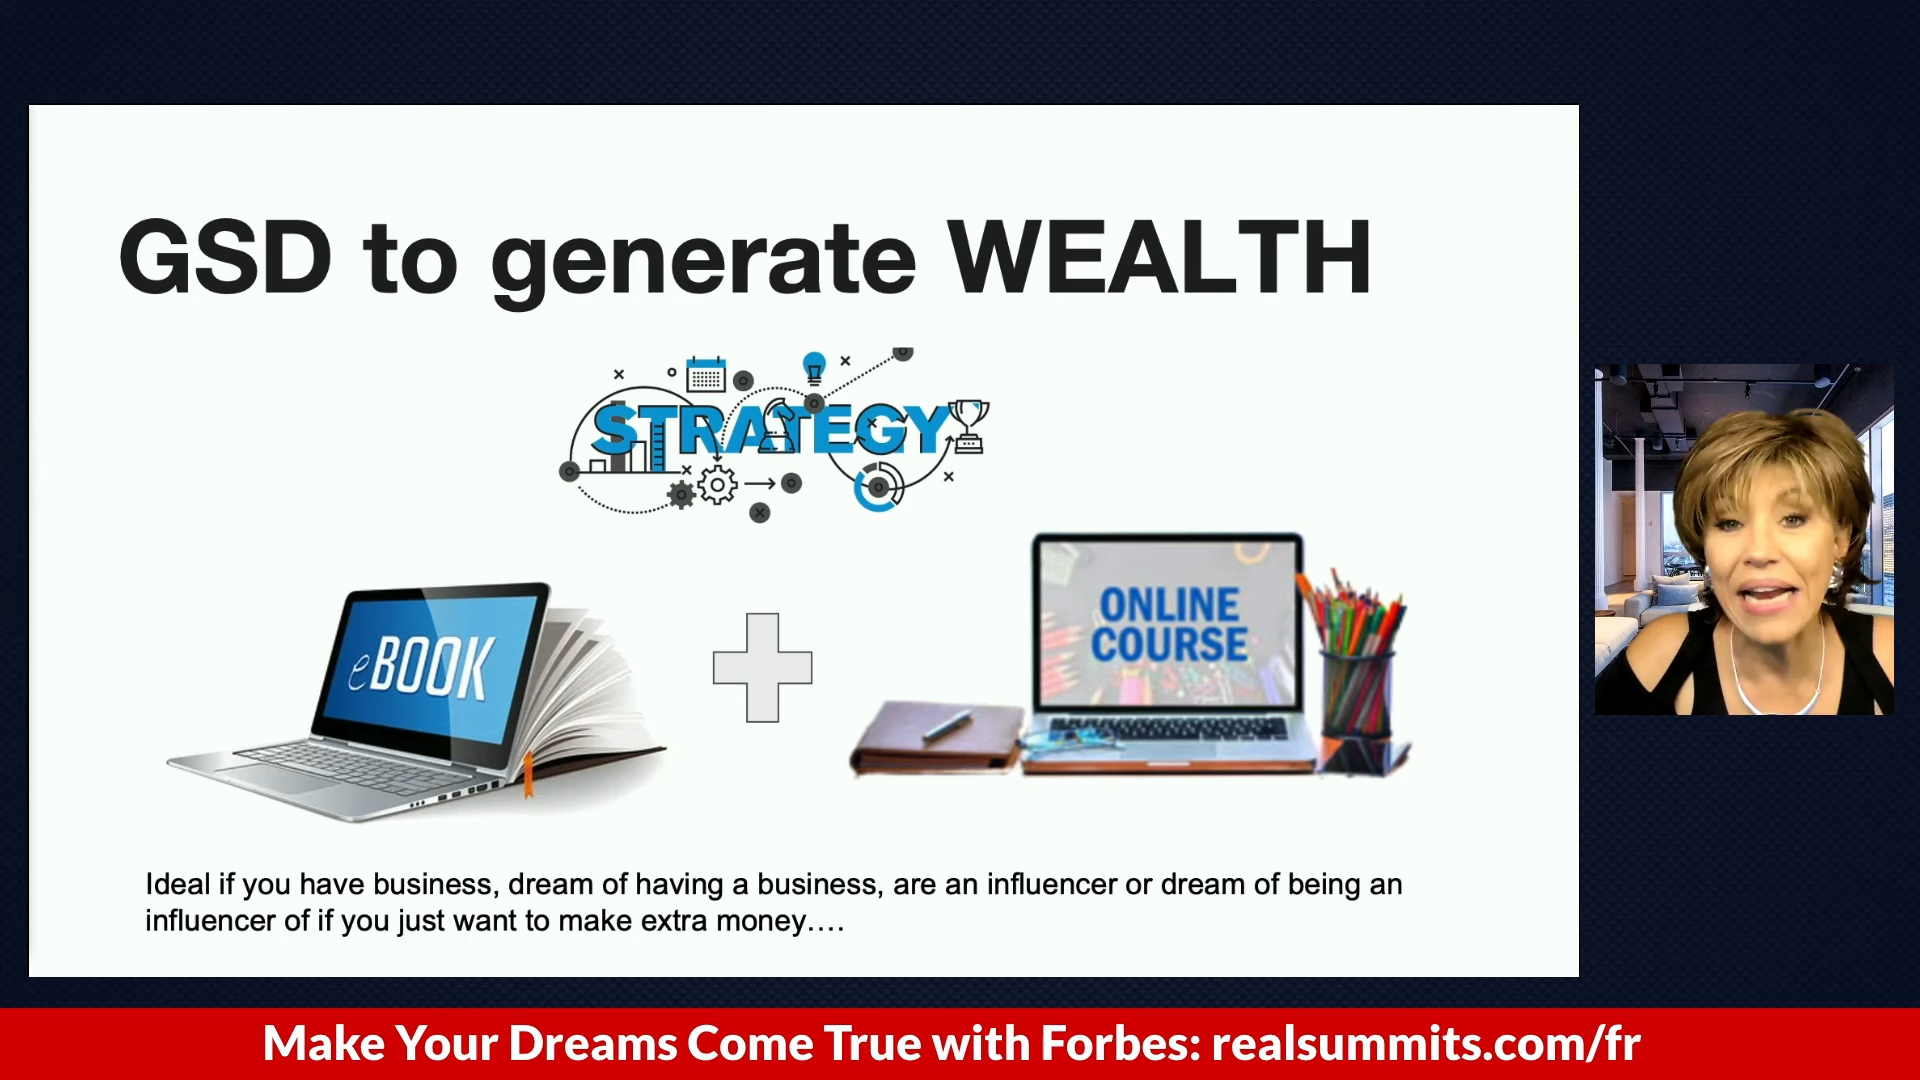 GSD to generate WEALTH
STRATEGY
eBOOK
ONLINE
COURSE
Ideal if you have business, dream of having a business, are an influencer or dream of being an
influencer of if you just want to make extra money….
Make Your Dreams Come True with Forbes: realsummits.com/fr